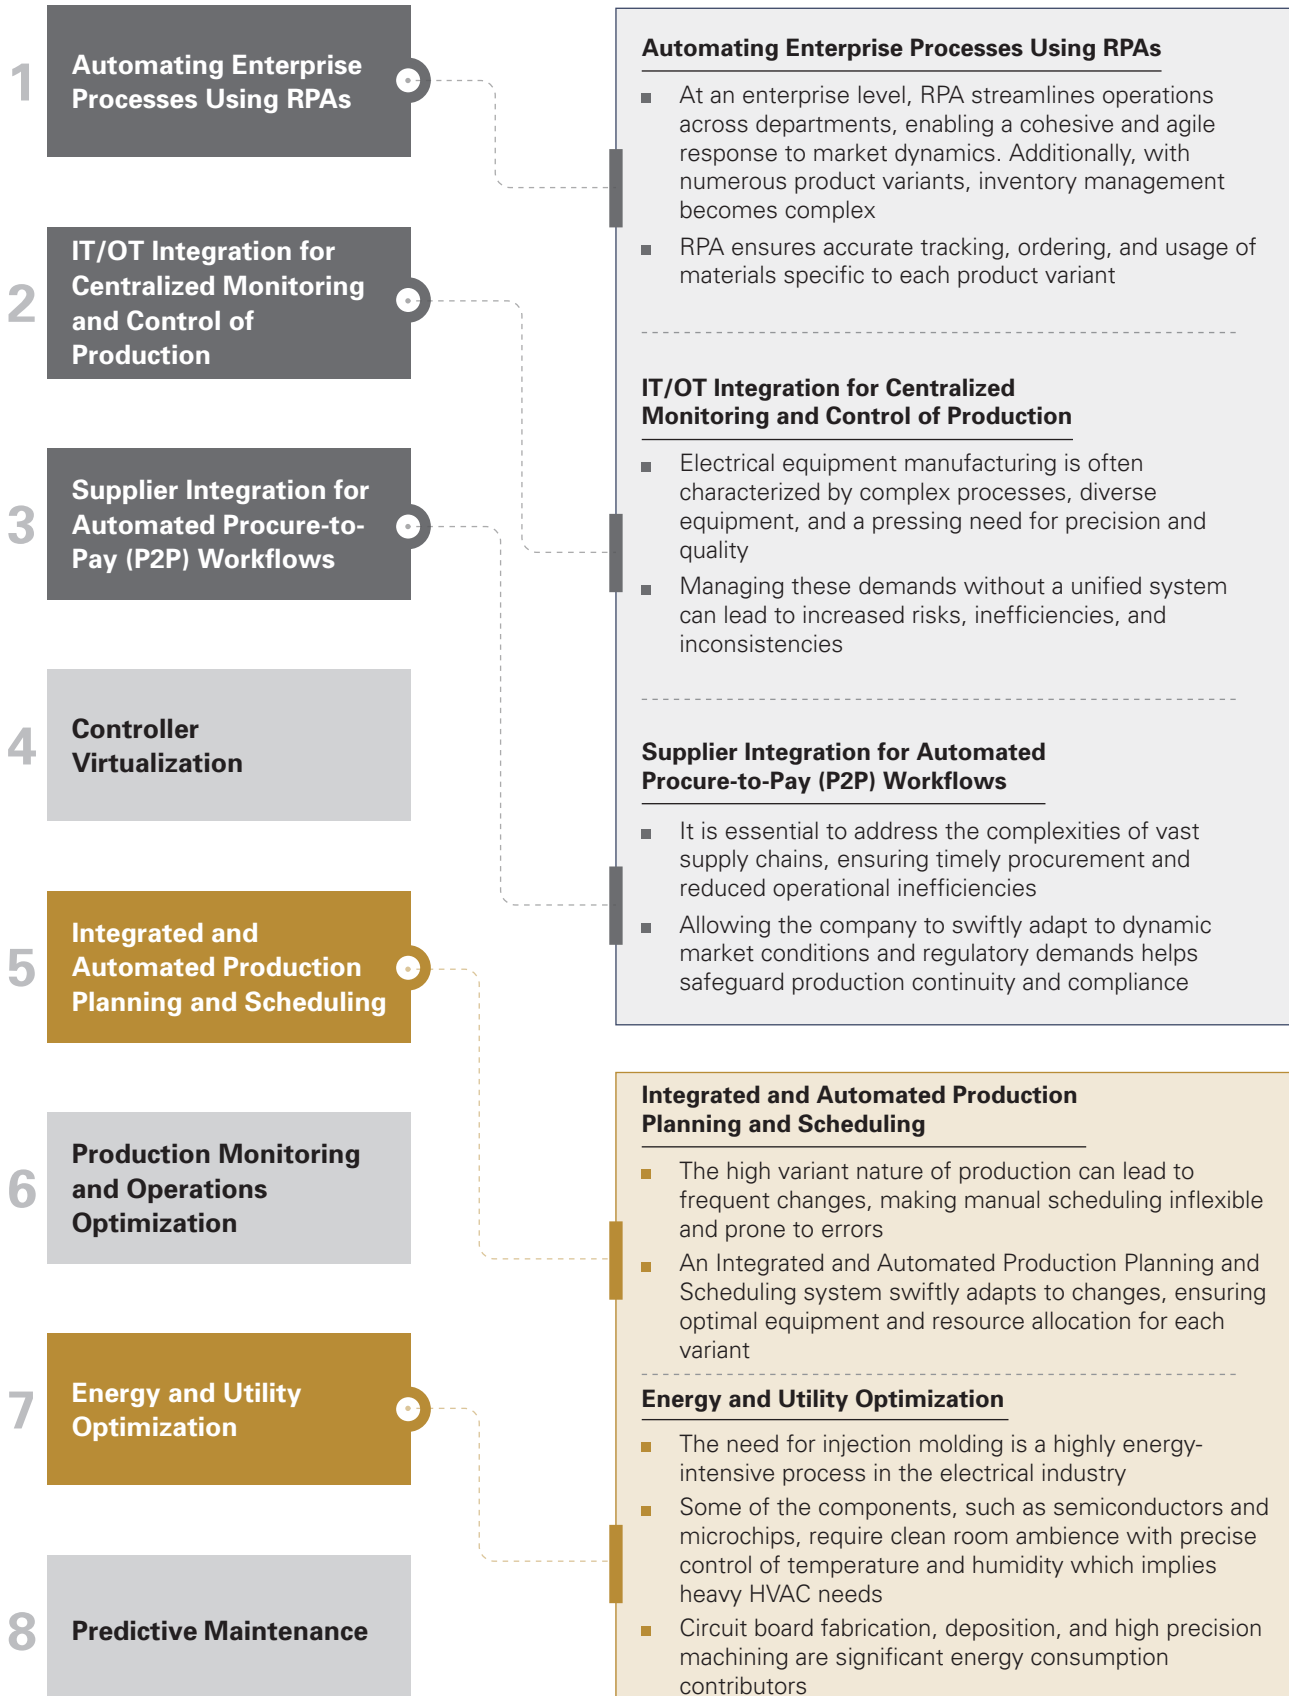 1
Automating Enterprise
Processes Using RPAs
2
IT/OT Integration for
Centralized Monitoring
and Control of
Production
3
Supplier Integration for
Automated Procure-to-
Pay (P2P) Workflows
4
Controller
Virtualization
5
Integrated and
Automated Production
Planning and Scheduling
6
Production Monitoring
and Operations
Optimization
7
Energy and Utility
Optimization
8
Predictive Maintenance
Automating Enterprise Processes Using RPAs
At an enterprise level, RPA streamlines operations
across departments, enabling a cohesive and agile
response to market dynamics. Additionally, with
numerous product variants, inventory management
becomes complex
RPA ensures accurate tracking, ordering, and usage of
materials specific to each product variant
IT/OT Integration for Centralized
Monitoring and Control of Production
Electrical equipment manufacturing is often
characterized by complex processes, diverse
equipment, and a pressing need for precision and
quality
Managing these demands without a unified system
can lead to increased risks, inefficiencies, and
inconsistencies
Supplier Integration for Automated
Procure-to-Pay (P2P) Workflows
It is essential to address the complexities of vast
supply chains, ensuring timely procurement and
reduced operational inefficiencies
Allowing the company to swiftly adapt to dynamic
market conditions and regulatory demands helps
safeguard production continuity and compliance
Integrated and Automated Production
Planning and Scheduling
The high variant nature of production can lead to
frequent changes, making manual scheduling inflexible
and prone to errors
An Integrated and Automated Production Planning and
Scheduling system swiftly adapts to changes, ensuring
optimal equipment and resource allocation for each
variant
Energy and Utility Optimization
The need for injection molding is a highly energy-
intensive process in the electrical industry
Some of the components, such as semiconductors and
microchips, require clean room ambience with precise
control of temperature and humidity which implies
heavy HVAC needs
Circuit board fabrication, deposition, and high precision
machining are significant energy consumption
contributors